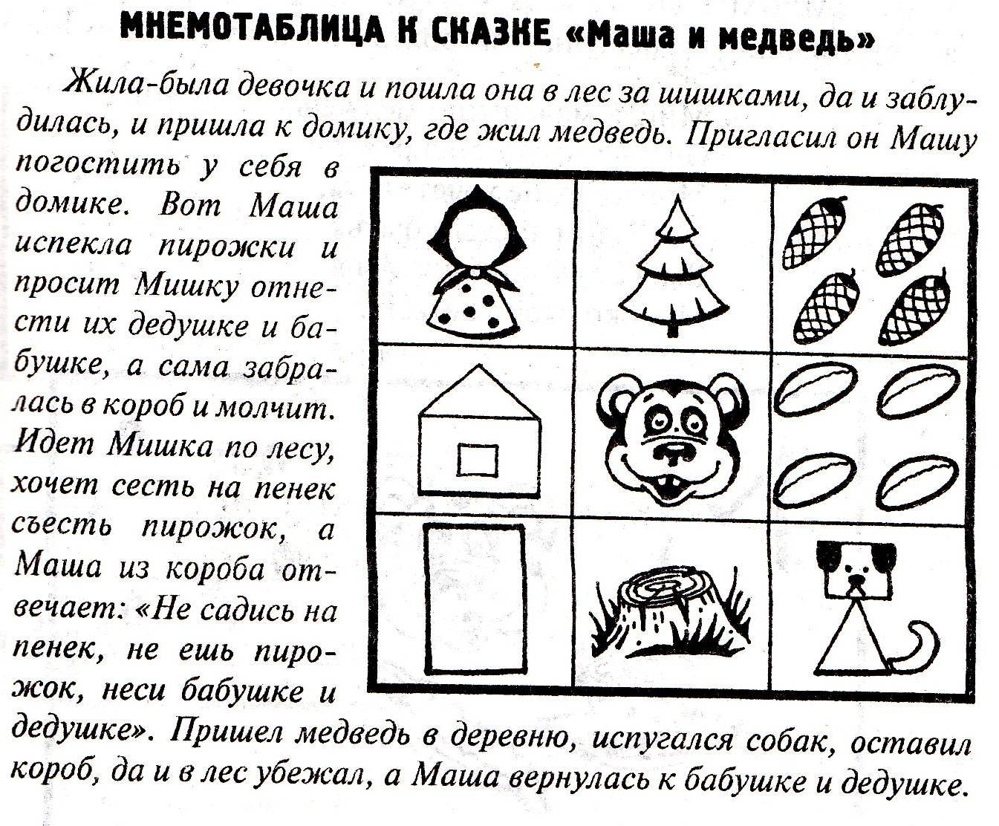 МНЕМОТАБЛИЦА К СКАЗКЕ «Маша и медведь»
Жила-была девочка и пошла она в лес за шишками, да и заблу-
дилась, и пришла к домику, где жил медведь. Пригласил он Машу
погостить у себя в
домике. Вот Маша
испекла пирожки и
просит Мишку отне-
сти их дедушке и ба-
бушке, а сама забра-
лась в короб и молчит.
Идет Мишка по лесу,
хочет сесть на пенек
съесть пирожок, а
Маша из короба от-
вечает: «Не садись на
пенек, не ешь пиро-
жок, неси бабушке и
дедушке». Пришел медведь в деревню, испугался собак, оставил
короб, да и в лес убежал, а Маша вернулась к бабушке и дедушке.